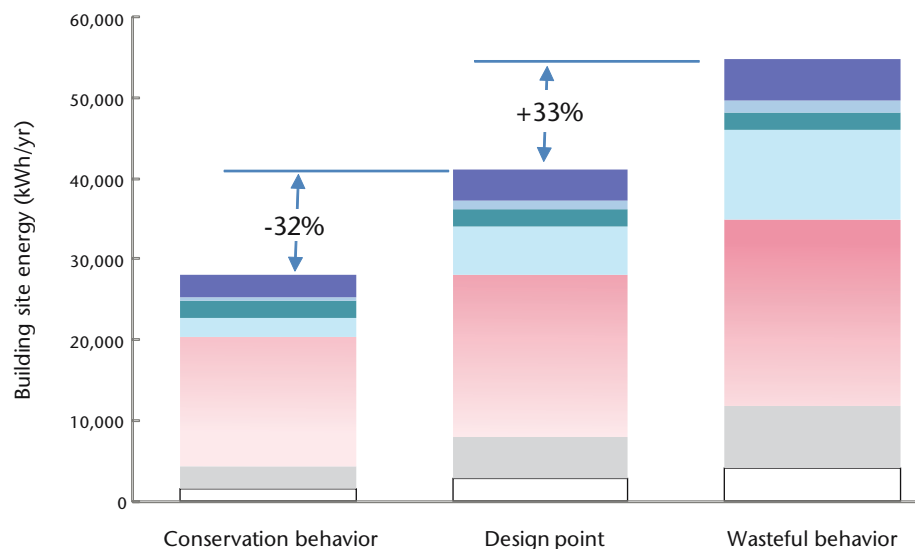 60,000
50,000
40,000
30,000
20,000
10,000
0
Building site energy (kWh/yr)
-32%
+33%
Conservation behavior
Design point
Wasteful behavior